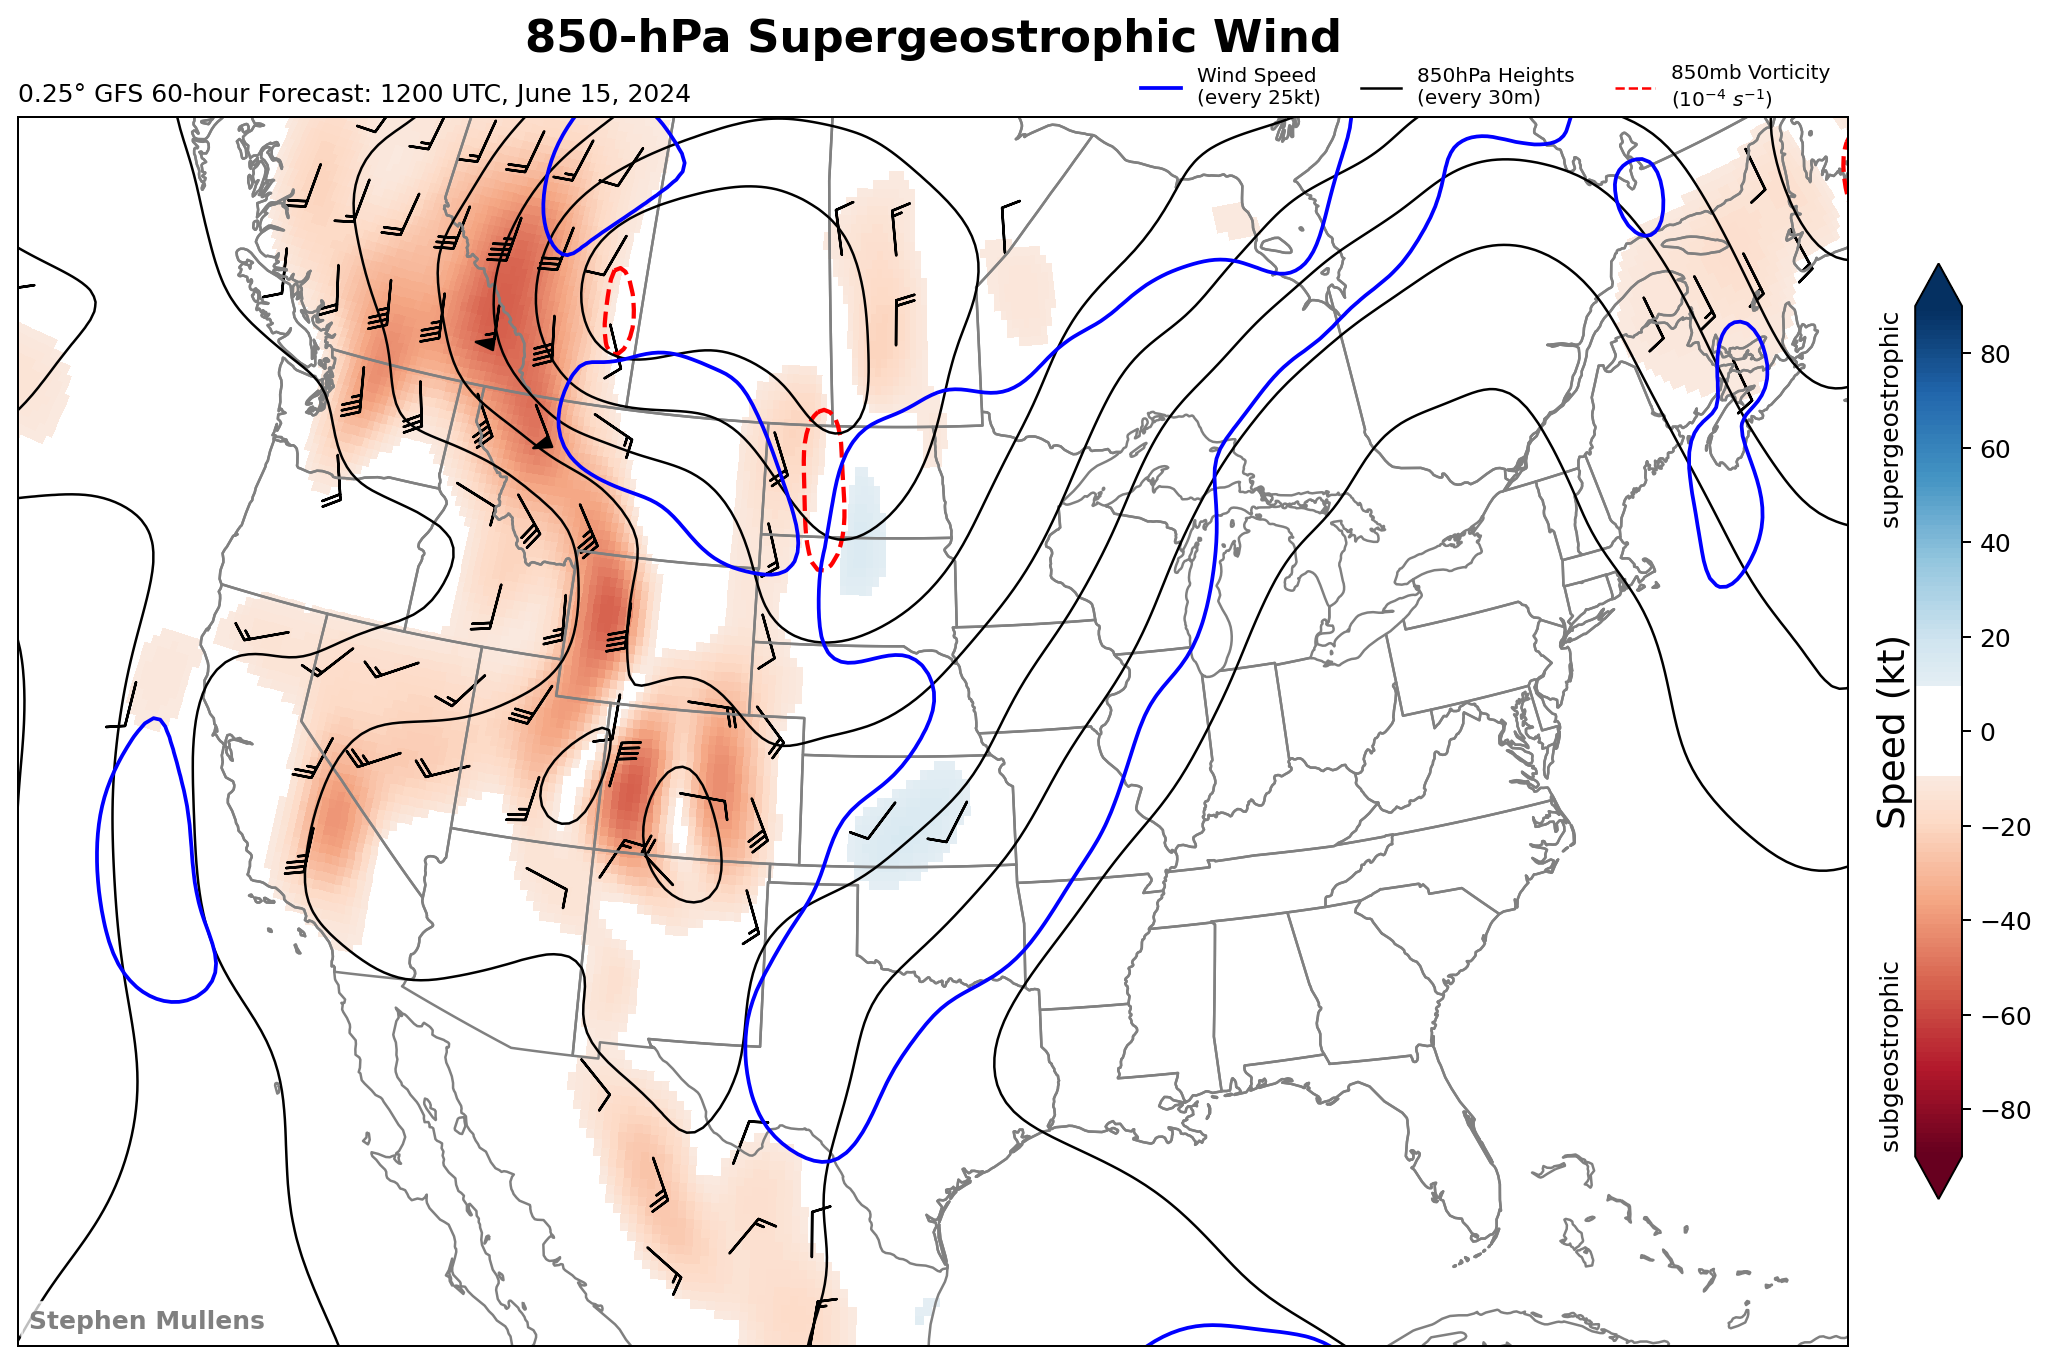 850-hPa Supergeostrophic Wind
0.25° GFS 60-hour Forecast: 1200 UTC, June 15, 2024
Wind Speed
(every 25kt)
850hPa Heights
(every 30m)
850mb Vorticity
(10⁻⁴ s⁻¹)
supergeostrophic
Speed (kt)
subgeostrophic
80
60
40
20
0
−20
−40
−60
−80
Stephen Mullens